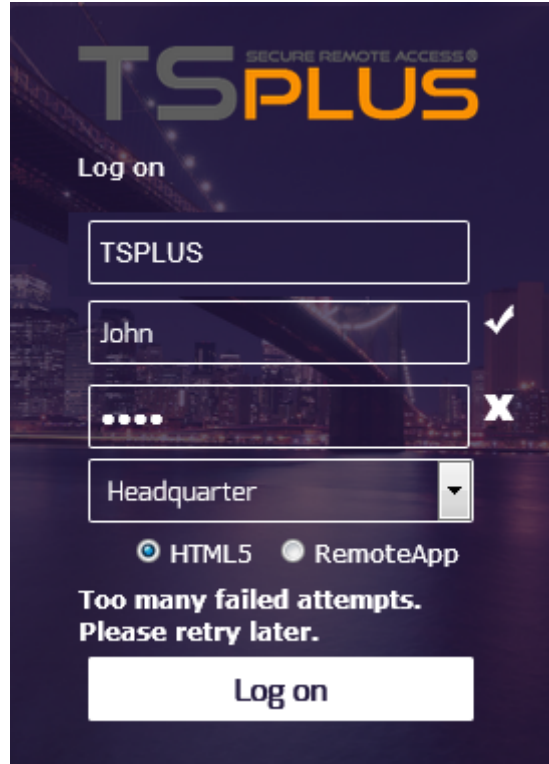 SECURE REMOTE ACCESS®
TSPLUS
Log on
TSPLUS
John
••••
Headquarter
HTML5 RemoteApp
Too many failed attempts.
Please retry later.
Log on